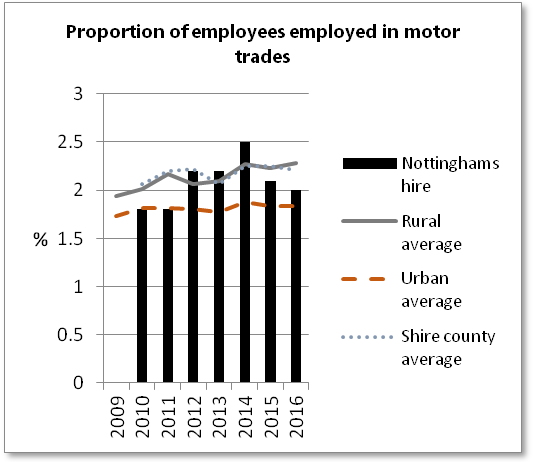 Proportion of employees employed in motor
trades
3
2.5
2
1.5
1
0.5
0
%
2009
2010
2011
2012
2013
2014
2015
2016
Nottinghams
hire
Rural
average
Urban
average
Shire county
average